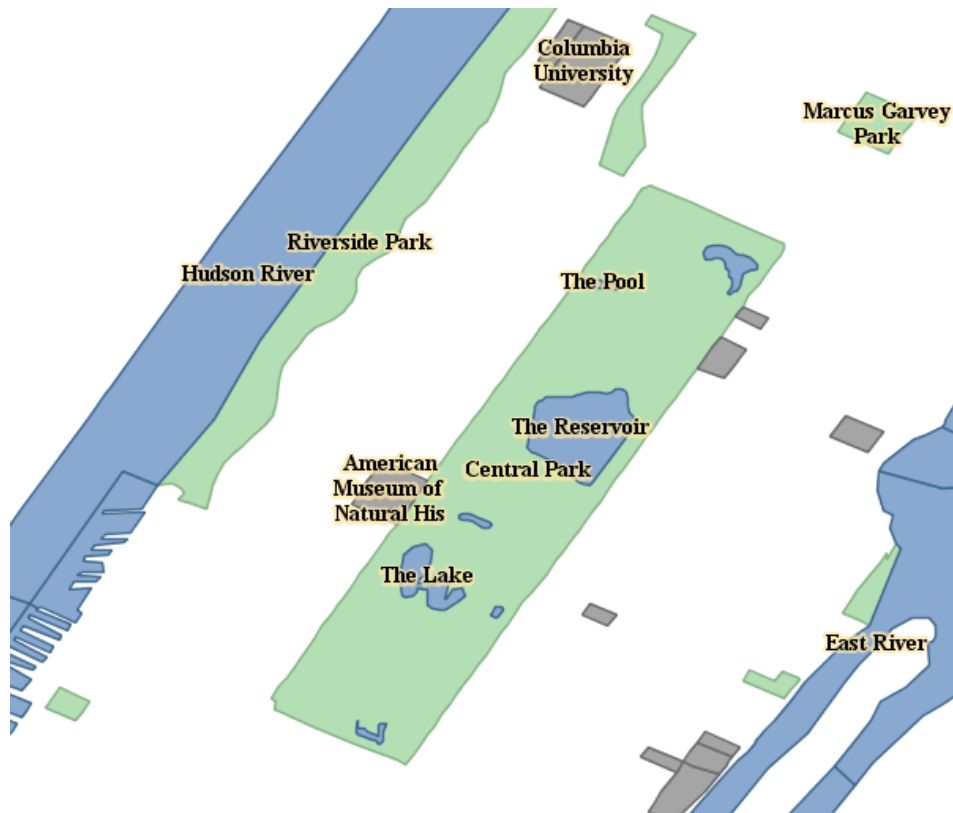 Columbia
University
Marcus Garvey
Park
Riverside Park
Hudson River
The Pool
The Reservoir
American
Museum of
Natural His
Central Park
The Lake
East River